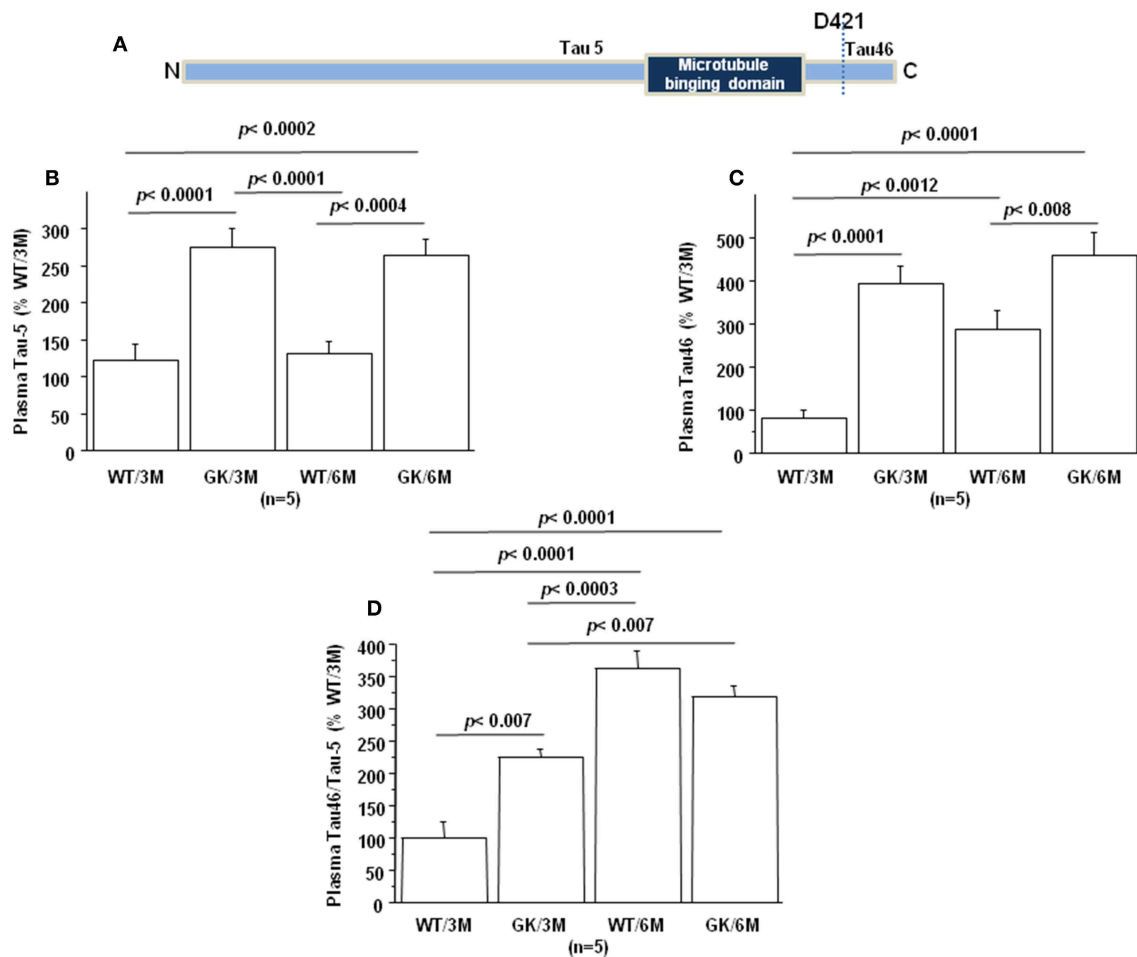 A
D421
Tau 5
Tau46
N
Microtubule
binging domain
C
B
p< 0.0002
p< 0.0001
p< 0.0001
p< 0.0004
Plasma Tau-5 (% WT/3M)
300
250
200
150
100
50
0
WT/3M
GK/3M
WT/6M
GK/6M
(n=5)
C
p< 0.0001
p< 0.0012
p< 0.008
p< 0.0001
Plasma Tau46 (% WT/3M)
500
400
300
200
100
0
WT/3M
GK/3M
WT/6M
GK/6M
(n=5)
D
p< 0.0001
p< 0.0001
p< 0.0003
p< 0.007
p< 0.007
Plasma Tau46/Tau-5 (% WT/3M)
400
350
300
250
200
150
100
50
0
WT/3M
GK/3M
WT/6M
GK/6M
(n=5)